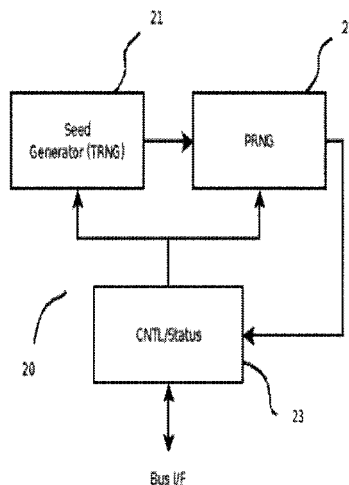 21
2
Seed
Generator (TRNG)
PRNG
CNTL/Status
20
23
Bus I/F